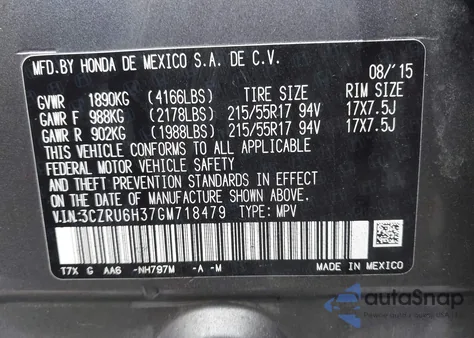 MFD.BY HONDA DE MEXICO S.A. DE C.V.
08/'15
GVWR 1890KG (4166LBS) TIRE SIZE RIM SIZE
GAWR F 988KG (2178LBS) 215/55R17 94V 17X7.5J
GAWR R 902KG (1988LBS) 215/55R17 94V 17X7.5J
THIS VEHICLE CONFORMS TO ALL APPLICABLE
FEDERAL MOTOR VEHICLE SAFETY
AND THEFT PREVENTION STANDARDS IN EFFECT
ON THE DATE OF MANUFACTURE SHOWN ABOVE.
V.I.N:3CZRU6H37GM718479 TYPE: MPV
T7X G AA6 -NH797M -A -M
MADE IN MEXICO
autoSnap